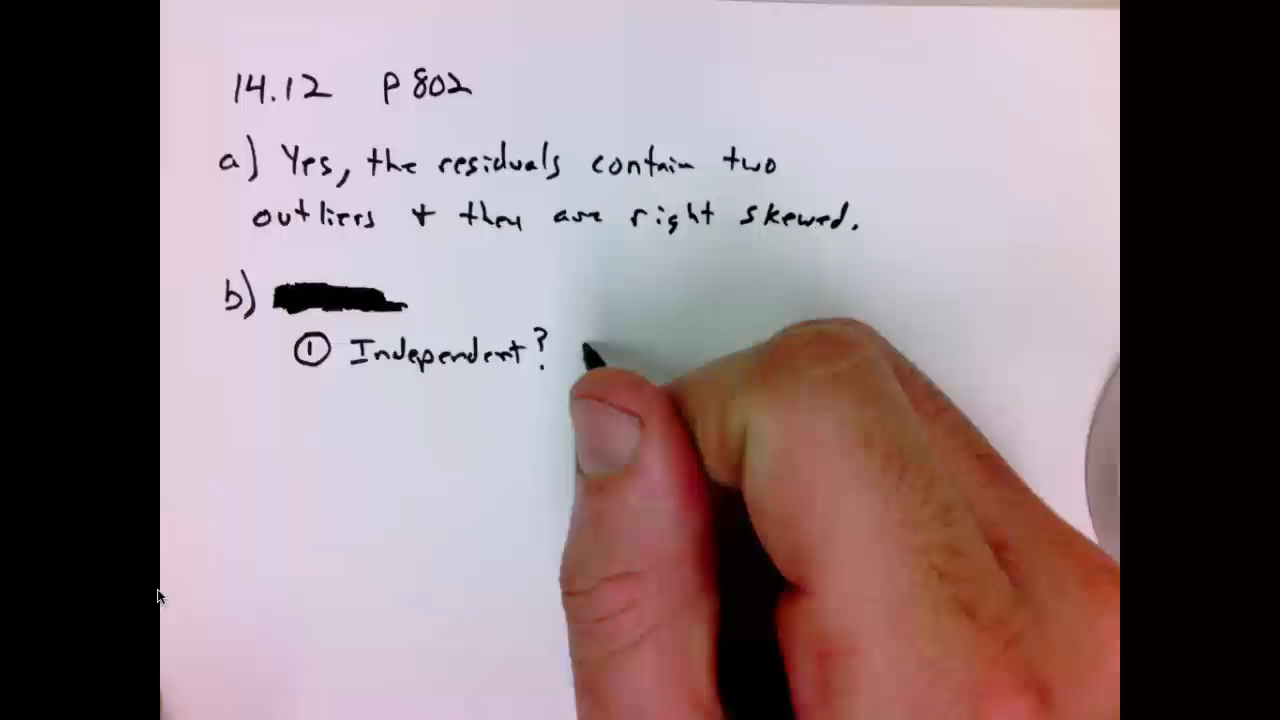 14.12 P 802
a) Yes, the residuals contain two
outliers + they are right skewed.
b)
① Independent?